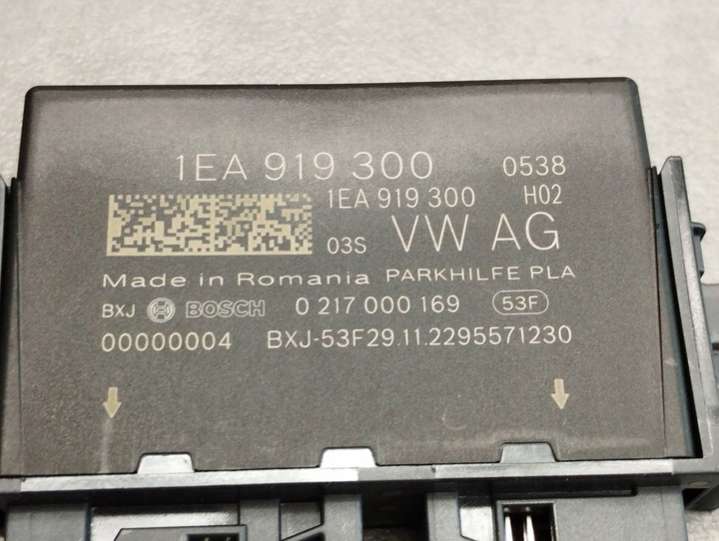 1EA 919 300 0538
1EA 919 300 H02
03S VW AG
Made in Romania PARKHILFE PLA
BXJ BOSCH 0 217 000 169 53F
00000004 BXJ-53F29.11.2295571230